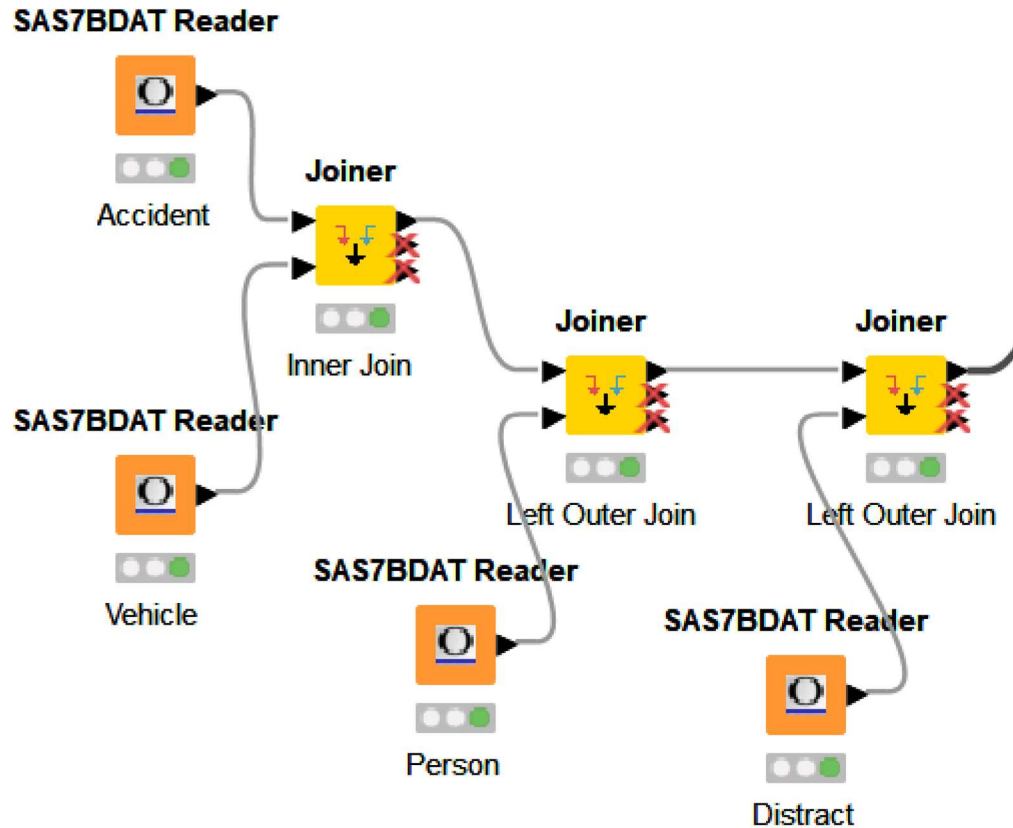 SAS7BDAT Reader
Accident
Joiner
Inner Join
SAS7BDAT Reader
Vehicle
Joiner
Left Outer Join
Joiner
Left Outer Join
SAS7BDAT Reader
Person
SAS7BDAT Reader
Distract